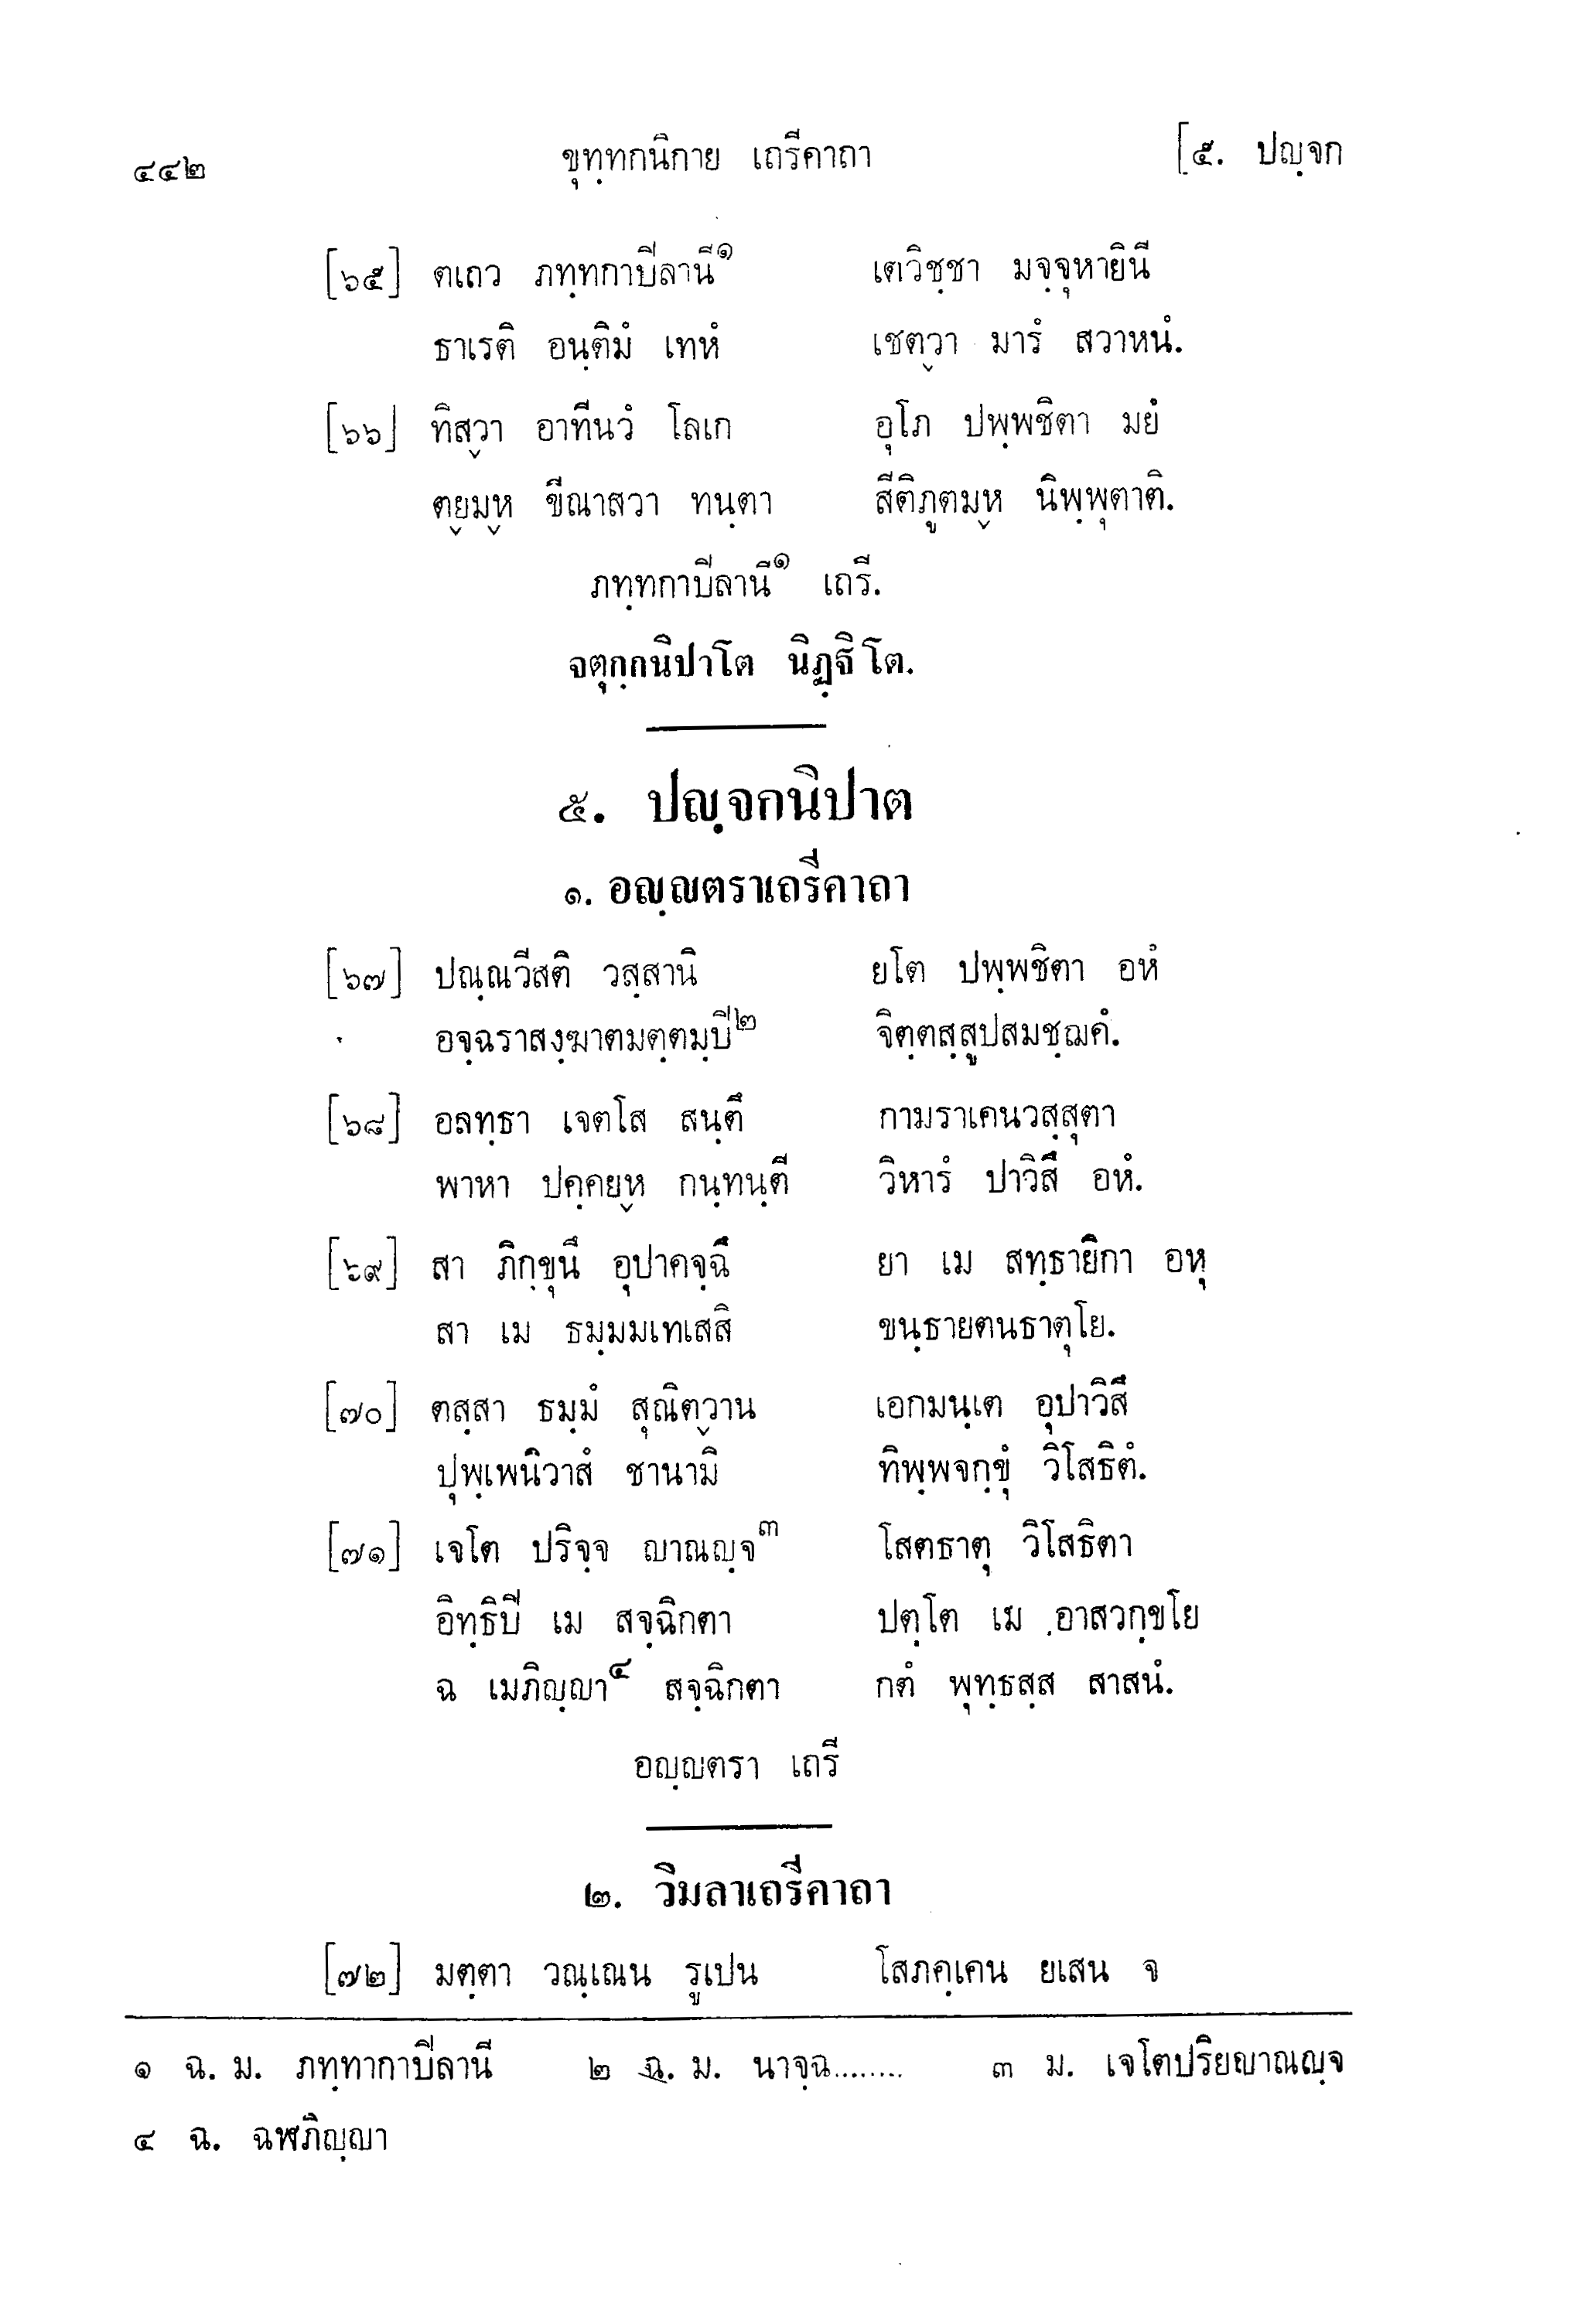 ๔๔๒ ขุทฺทกนิกาย เถรีคาถา [๕. ปญฺจก
[๖๕] ตเถว ภทฺทกาปิลานี๑ เตวิชฺชา มจฺจุหายินี
ธาเรติ อนฺติมํ เทหํ เชตฺวา มารํ สวาหนํ.
[๖๖] ทิสฺวา อาทีนวํ โลเก อุโภ ปพฺพชิตา มยํ
ตฺยมฺห ขีณาสวา ทนฺตา สีติภูตมฺห นิพฺพุตาติ.
ภทฺทกาปิลานี๑ เถรี.
จตุกฺกนิปาโต นิฏฺฐิโต.
๕. ปญฺจกนิปาต
๑. อญฺญตราเถรีคาถา
[๖๗] ปณฺณวีสติ วสฺสานิ ยโต ปพฺพชิตา อหํ
อจฺฉราสงฺฆาตมตฺตมฺปิ๒ จิตฺตสฺสูปสมชฺฌคํ.
[๖๘] อลทฺธา เจตโส สนฺตึ กามราเคนวสฺสุตา
พาหา ปคฺคยฺห กนฺทนฺตี วิหารํ ปาวิสึ อหํ.
[๖๙] สา ภิกฺขุนึ อุปาคจฺฉึ ยา เม สทฺธายิกา อหุ
สา เม ธมฺมมเทเสสิ ขนฺธายตนธาตุโย.
[๗๐] ตสฺสา ธมฺมํ สุณิตฺวาน เอกมนฺเต อุปาวิสึ
ปุพฺเพนิวาสํ ชานามิ ทิพฺพจกฺขุํ วิโสธิตํ.
[๗๑] เจโต ปริจฺจ ญาณญฺจ๓ โสตธาตุ วิโสธิตา
อิทฺธิปิ เม สจฺฉิกตา ปตฺโต เม อาสวกฺขโย
ฉ เมภิญฺญา๔ สจฺฉิกตา กตํ พุทฺธสฺส สาสนํ.
อญฺญตรา เถรี
๒. วิมลาเถรีคาถา
[๗๒] มตฺตา วณฺเณน รูเปน โสภคฺเคน ยเสน จ
๑ ฉ. ม. ภทฺทากาปิลานี ๒ ฉ. ม. นาจฺฉ........ ๓ ม. เจโตปริยญาณญฺจ
๔ ฉ. ฉฬภิญฺญา